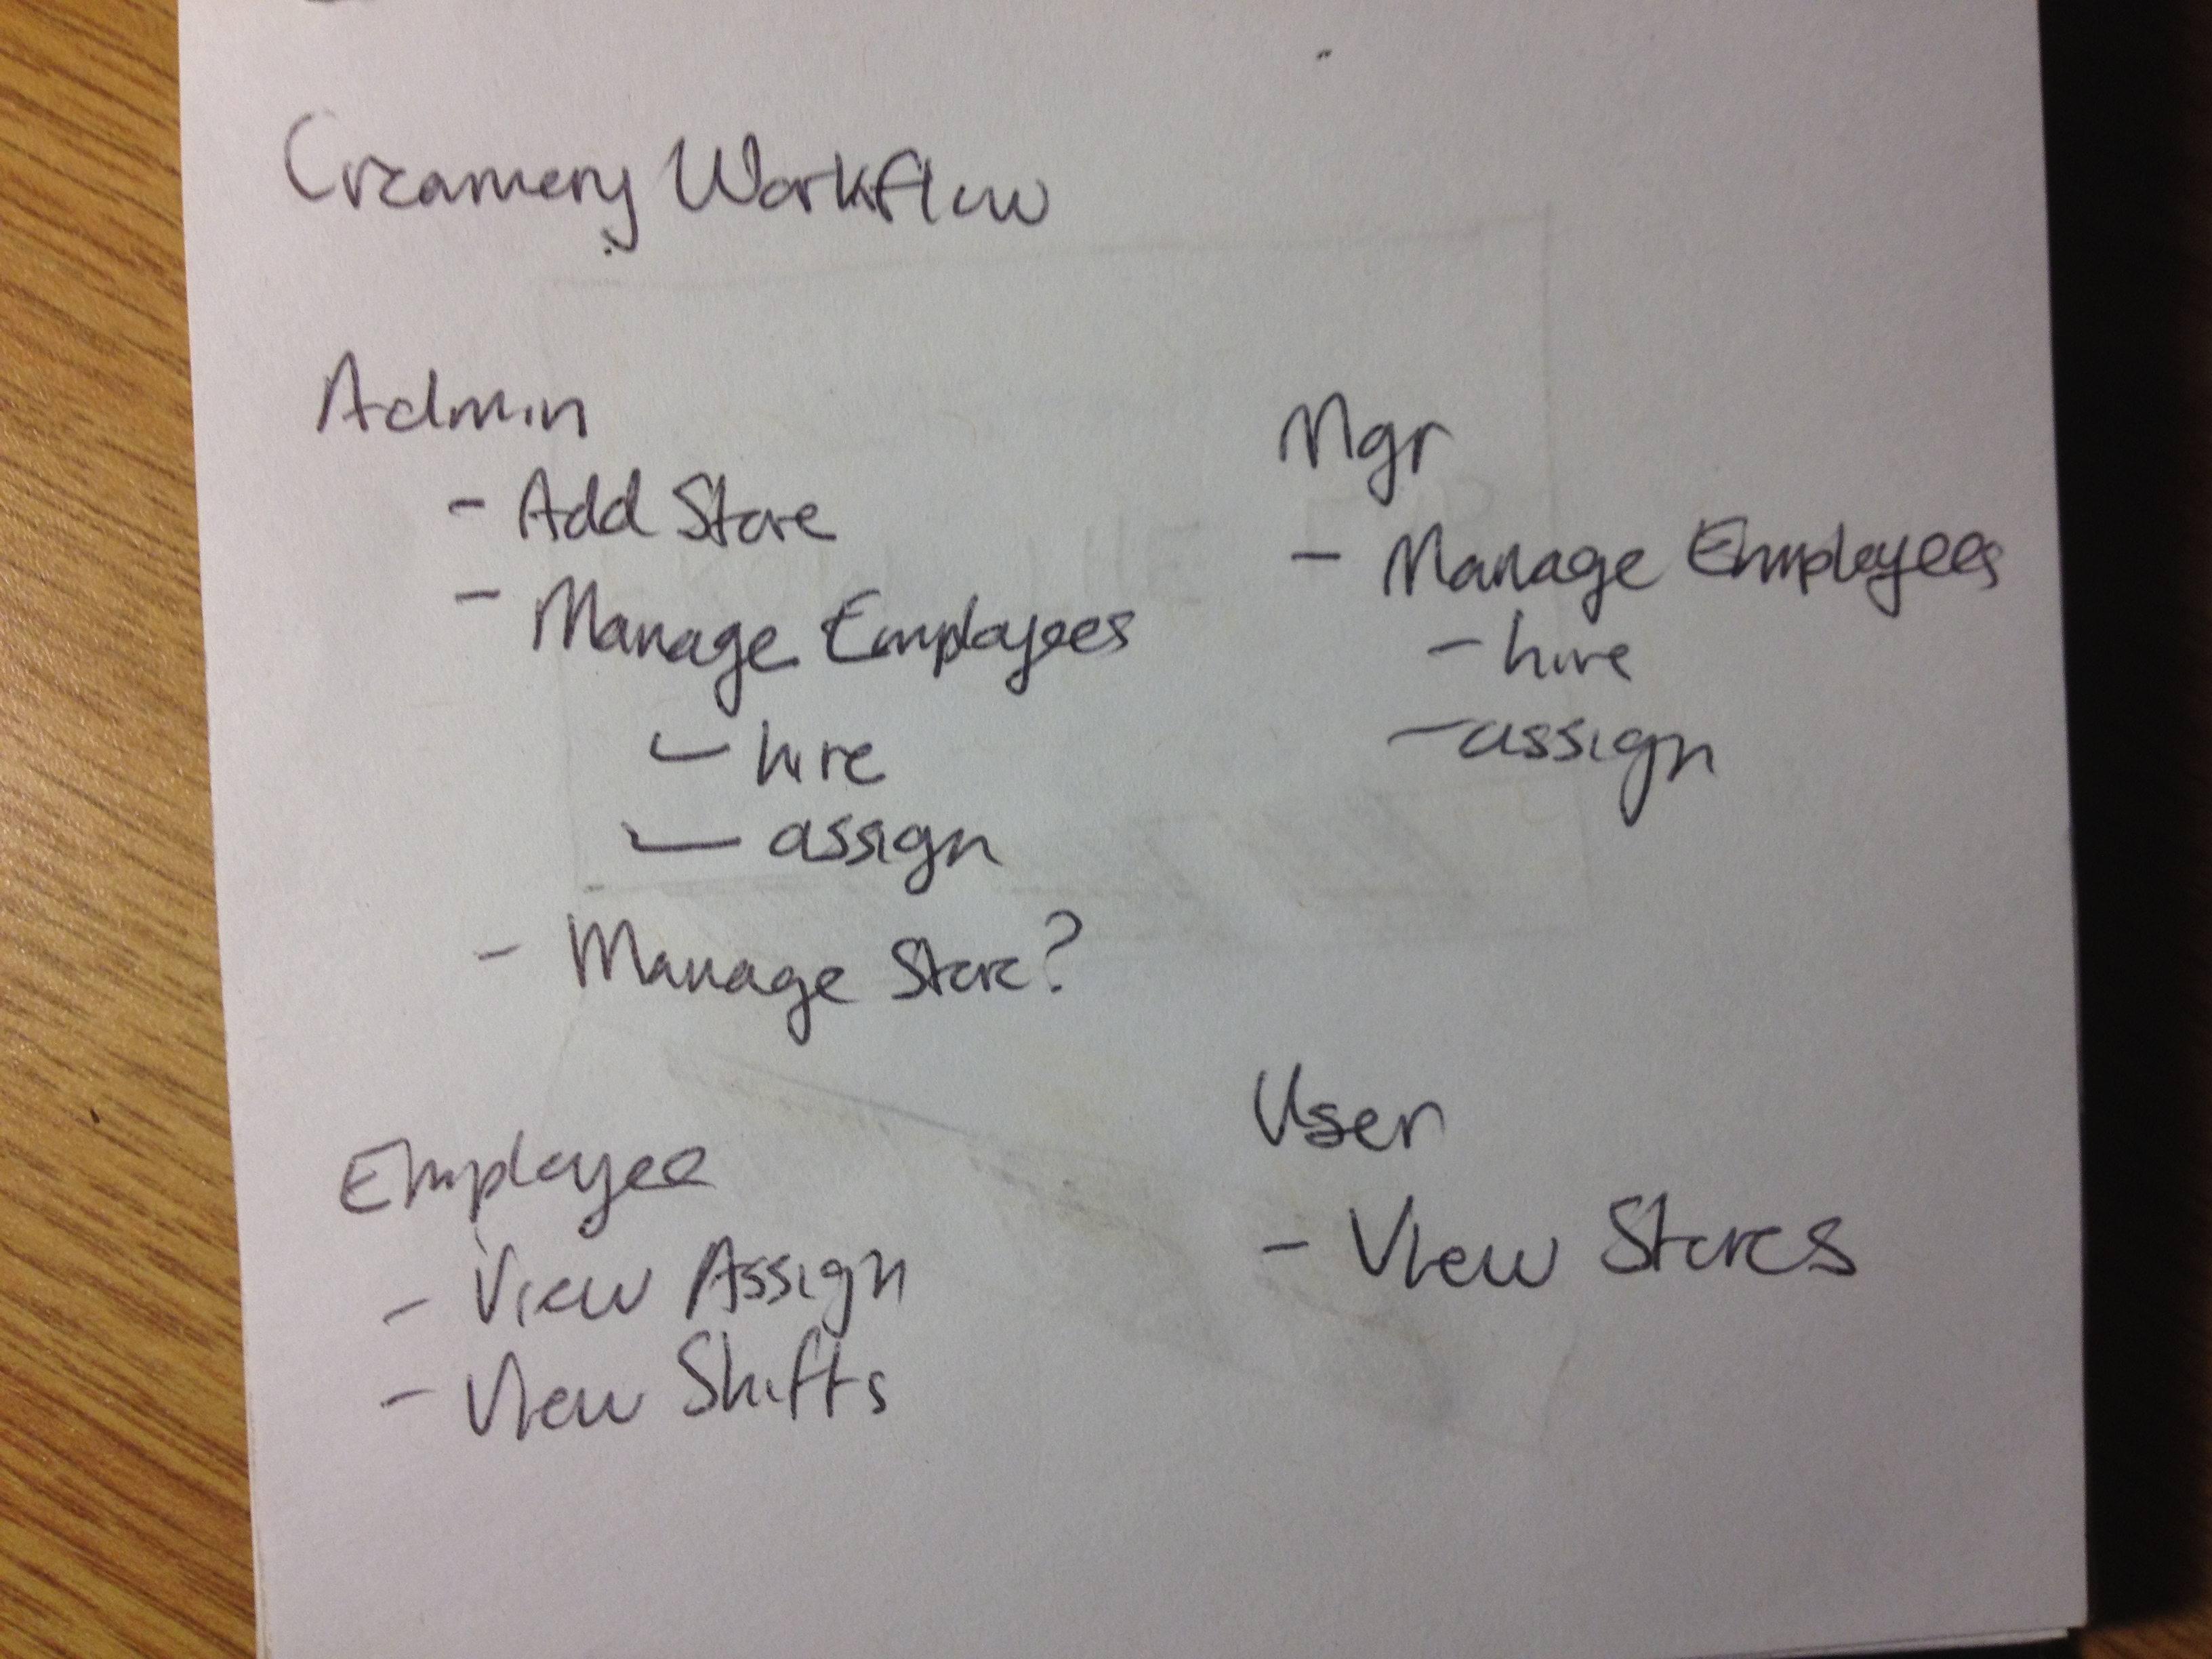 Creamery Workflow
Admin
- Add Store
- Manage Employees
- hire
- assign
- Manage Store?
Mgr
- Manage Employees
- hire
- assign
Employee
- View Assign
- View Shifts
User
- View Stores